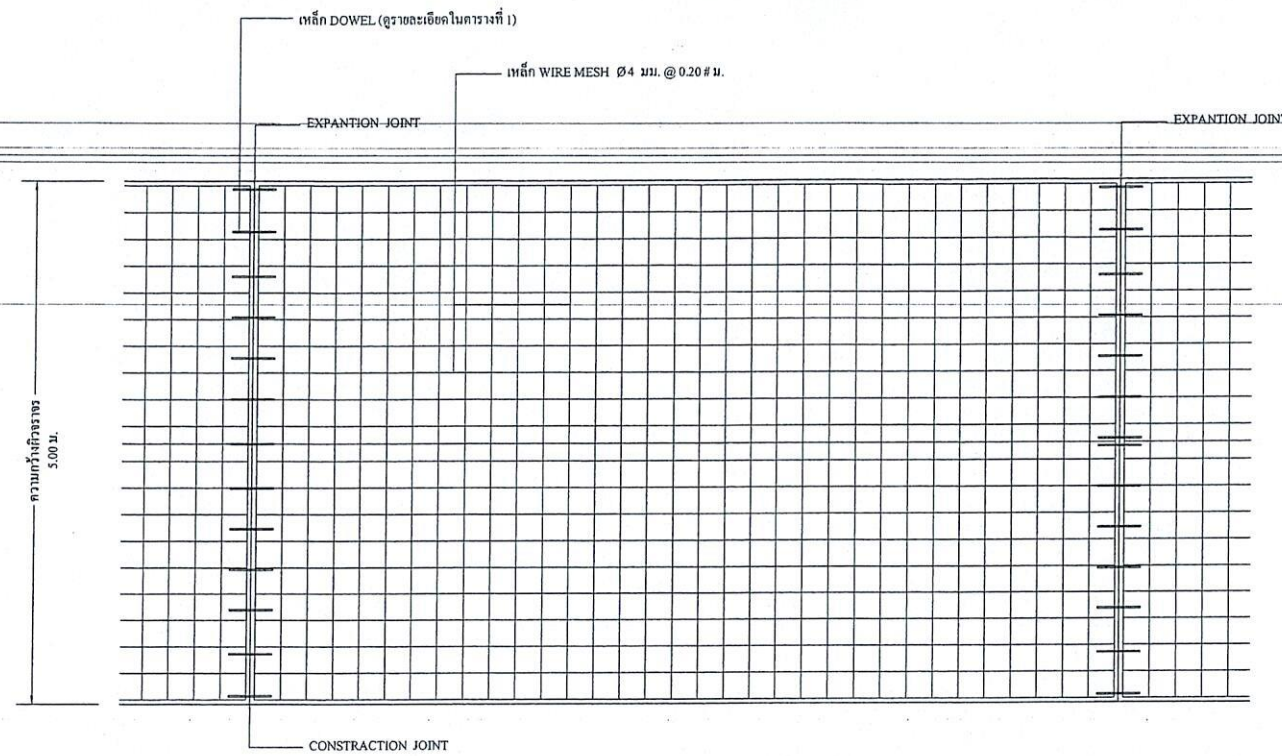 เหล็ก DOWEL (ดูรายละเอียดในตารางที่ 1)
เหล็ก WIRE MESH Ø4 มม. @ 0.20 # ม.
EXPANTION JOINT
EXPANTION JOINT
ความกว้างผิวจราจร
5.00 ม.
CONSTRACTION JOINT